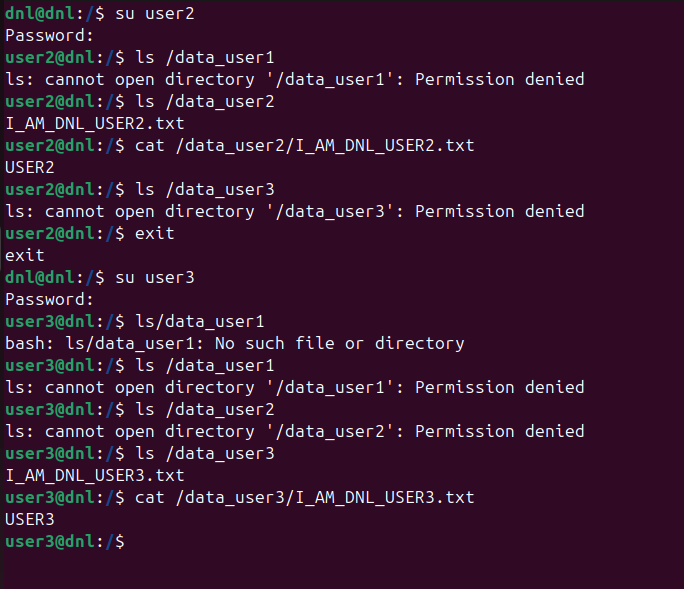 dnl@dnl:/$ su user2
Password:
user2@dnl:/$ ls /data_user1
ls: cannot open directory '/data_user1': Permission denied
user2@dnl:/$ ls /data_user2
I_AM_DNL_USER2.txt
user2@dnl:/$ cat /data_user2/I_AM_DNL_USER2.txt
USER2
user2@dnl:/$ ls /data_user3
ls: cannot open directory '/data_user3': Permission denied
user2@dnl:/$ exit
exit
dnl@dnl:/$ su user3
Password:
user3@dnl:/$ ls/data_user1
bash: ls/data_user1: No such file or directory
user3@dnl:/$ ls /data_user1
ls: cannot open directory '/data_user1': Permission denied
user3@dnl:/$ ls /data_user2
ls: cannot open directory '/data_user2': Permission denied
user3@dnl:/$ ls /data_user3
I_AM_DNL_USER3.txt
user3@dnl:/$ cat /data_user3/I_AM_DNL_USER3.txt
USER3
user3@dnl:/$